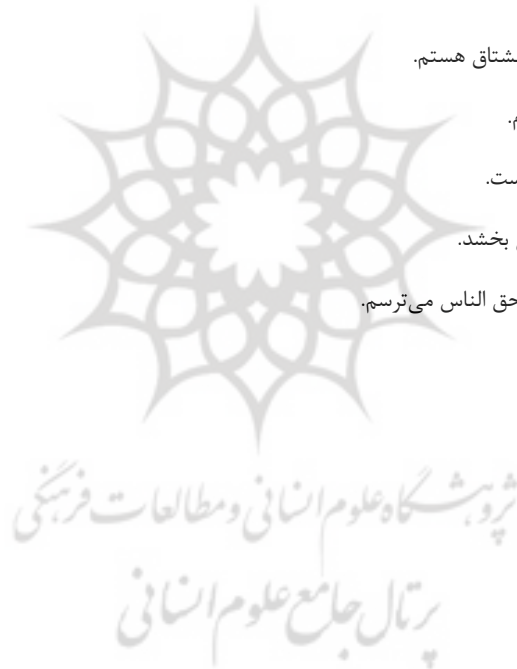 مشتاق هستم.
م.
ست.
بخشد.
حق الناس می‌ترسم.
پژوهشگاه علوم انسانی و مطالعات فرهنگی
پرتال جامع علوم انسانی